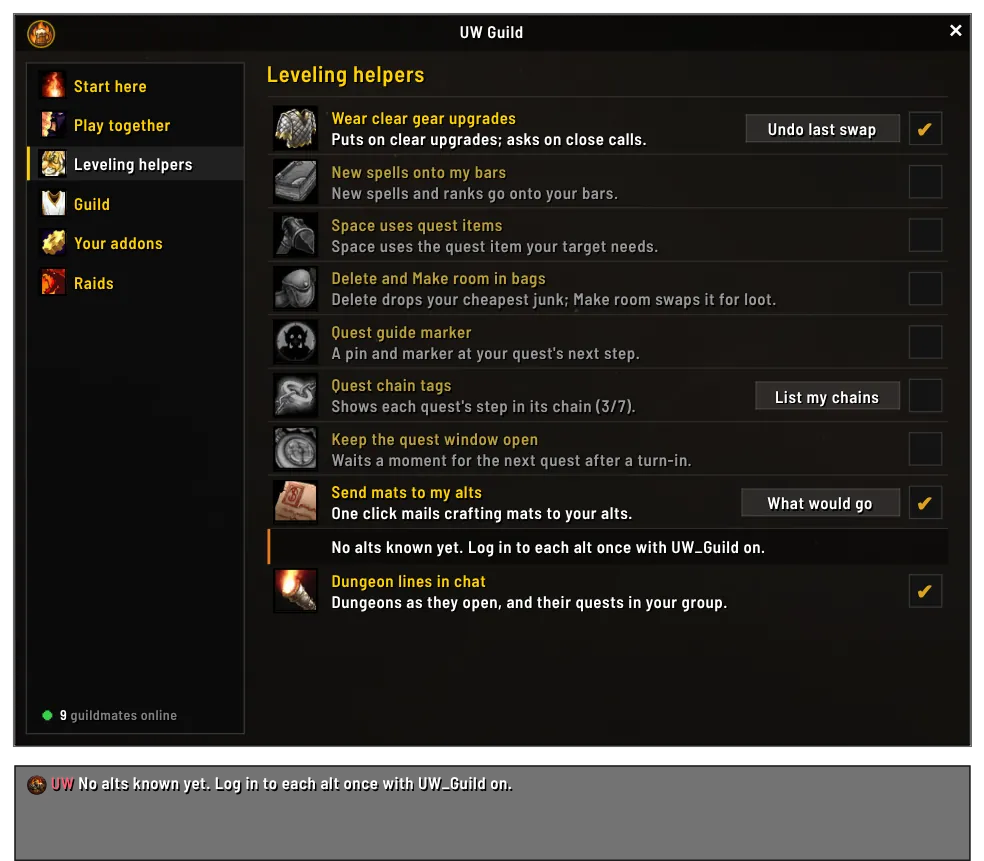 UW Guild
Start here
Play together
Leveling helpers
Guild
Your addons
Raids
9 guildmates online
Leveling helpers
Wear clear gear upgrades
Puts on clear upgrades; asks on close calls.
Undo last swap
New spells onto my bars
New spells and ranks go onto your bars.
Space uses quest items
Space uses the quest item your target needs.
Delete and Make room in bags
Delete drops your cheapest junk; Make room swaps it for loot.
Quest guide marker
A pin and marker at your quest's next step.
Quest chain tags
Shows each quest's step in its chain (3/7).
List my chains
Keep the quest window open
Waits a moment for the next quest after a turn-in.
Send mats to my alts
One click mails crafting mats to your alts.
What would go
No alts known yet. Log in to each alt once with UW_Guild on.
Dungeon lines in chat
Dungeons as they open, and their quests in your group.
UW No alts known yet. Log in to each alt once with UW_Guild on.